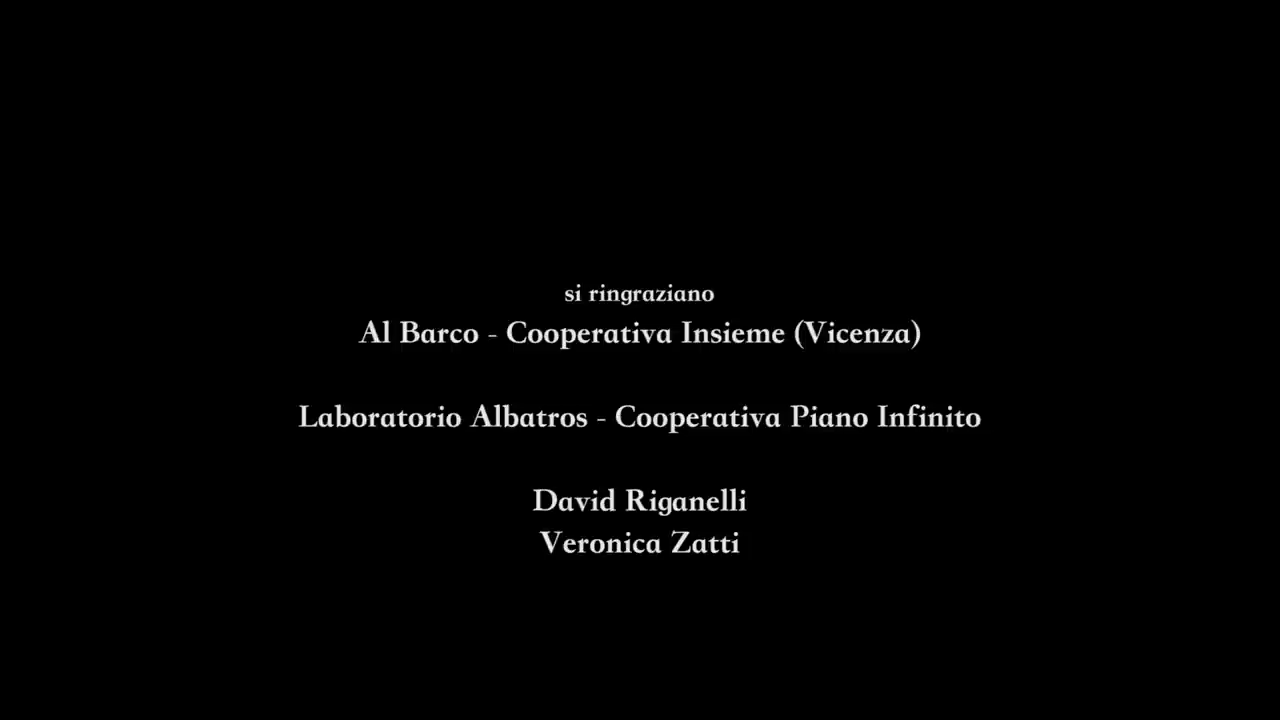 si ringraziano
Al Barco - Cooperativa Insieme (Vicenza)
Laboratorio Albatros - Cooperativa Piano Infinito
David Riganelli
Veronica Zatti